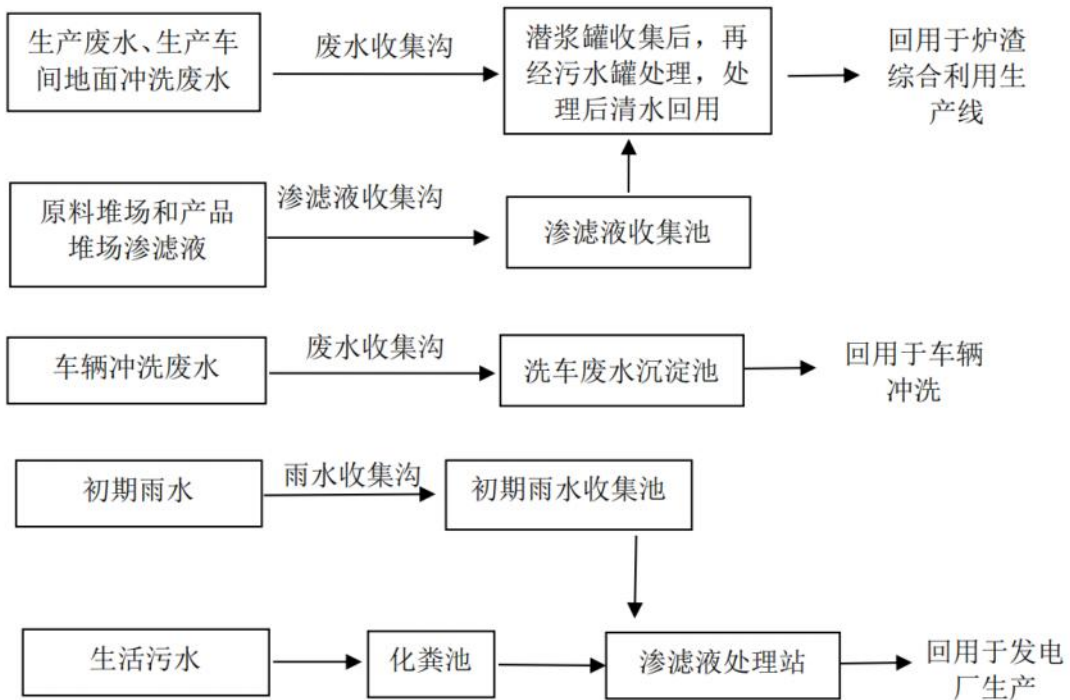 生产废水、生产车
间地面冲洗废水
废水收集沟
潜浆罐收集后，再
经污水罐处理，处
理后清水回用
回用于炉渣
综合利用生
产线
原料堆场和产品
堆场渗滤液
渗滤液收集沟
渗滤液收集池
车辆冲洗废水
废水收集沟
洗车废水沉淀池
回用于车辆
冲洗
初期雨水
雨水收集沟
初期雨水收集池
生活污水
化粪池
渗滤液处理站
回用于发电
厂生产